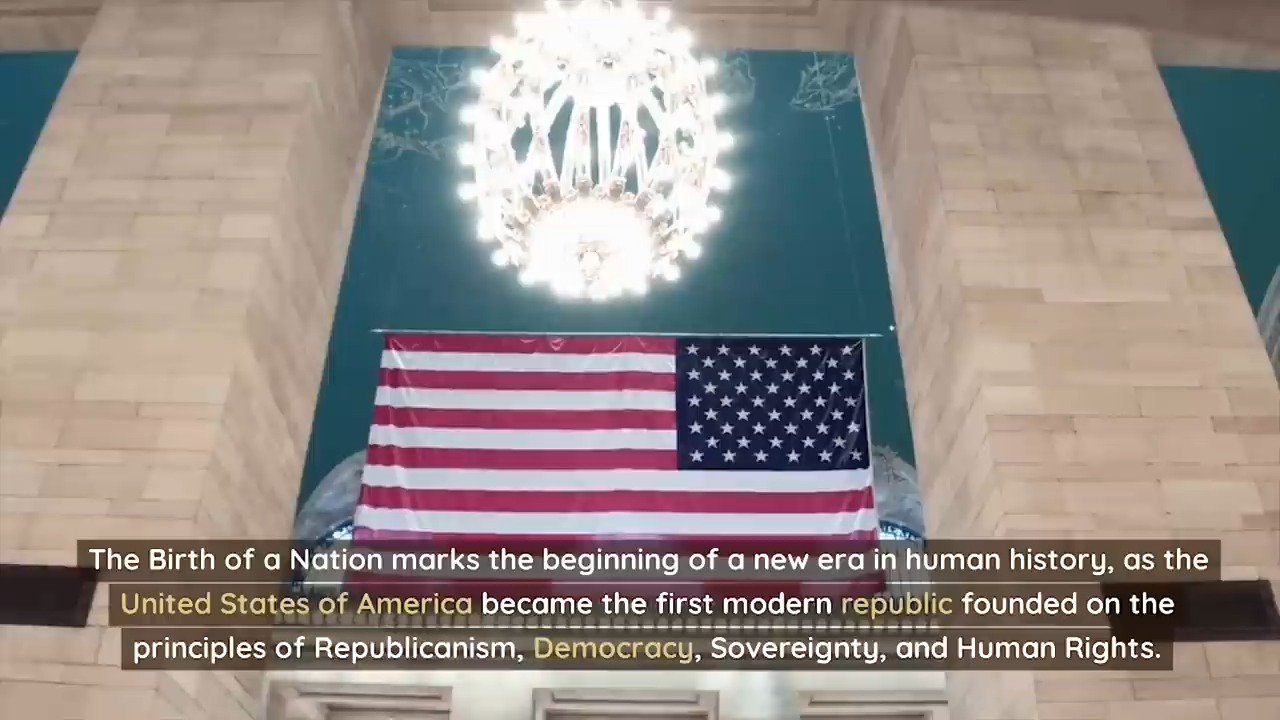 The Birth of a Nation marks the beginning of a new era in human history, as the
United States of America became the first modern republic founded on the
principles of Republicanism, Democracy, Sovereignty, and Human Rights.